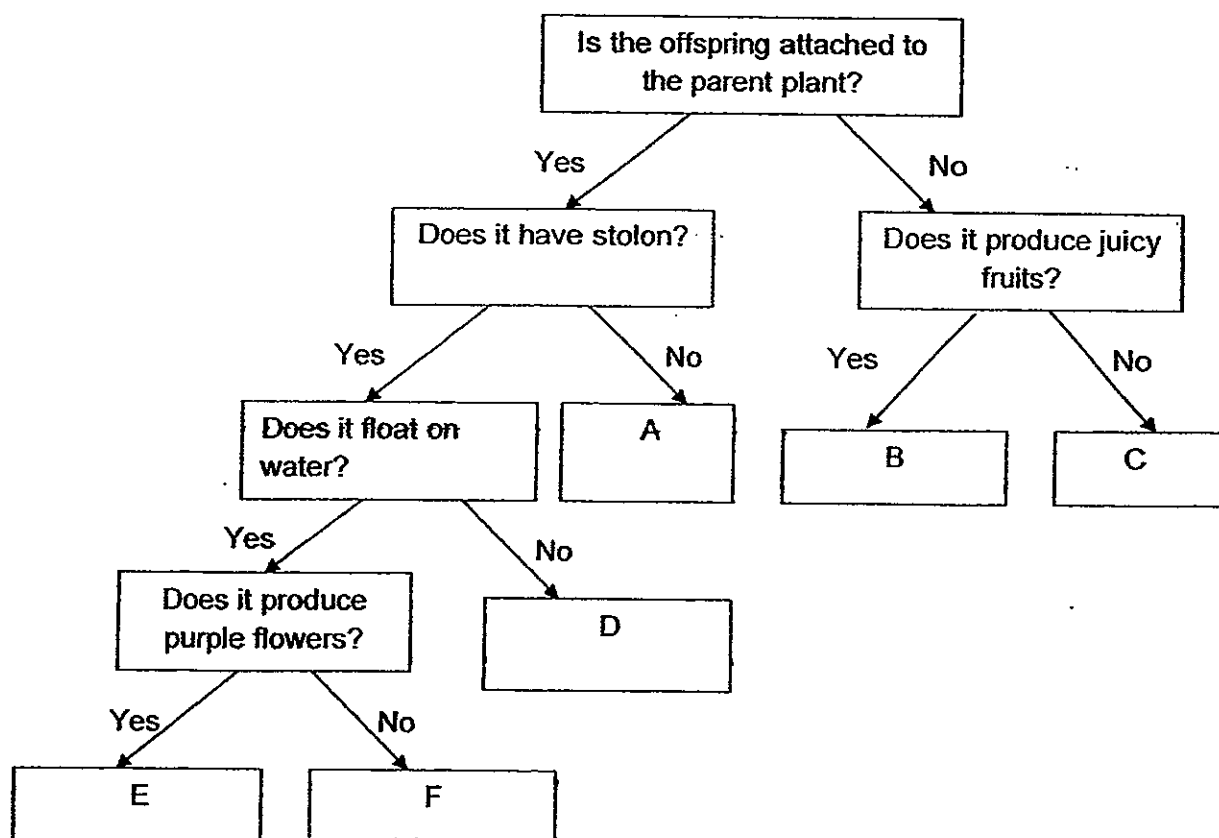 Is the offspring attached to
the parent plant?
Yes
No
Does it have stolon?
Does it produce juicy
fruits?
Yes
No
Yes
No
Does it float on
water?
A
B
C
Yes
No
Does it produce
purple flowers?
D
Yes
No
E
F